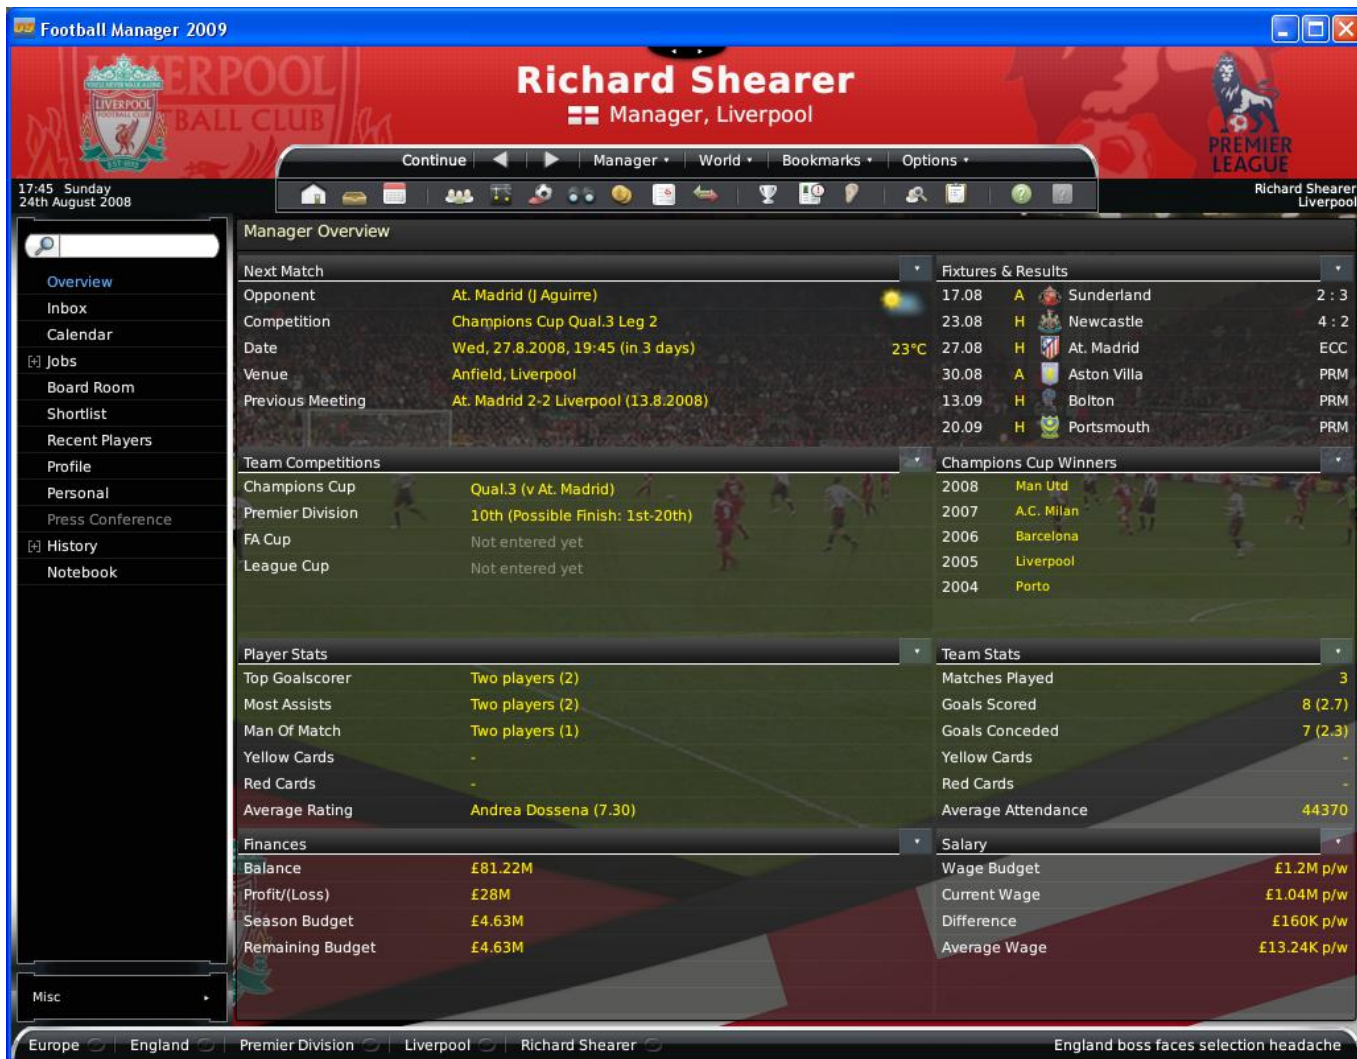 Football Manager 2009
LIVERPOOL
FOOTBALL CLUB
Richard Shearer
Manager, Liverpool
PREMIER
LEAGUE
Continue Manager World Bookmarks Options
17:45 Sunday
24th August 2008
Richard Shearer
Liverpool
Overview
Inbox
Calendar
[+] Jobs
Board Room
Shortlist
Recent Players
Profile
Personal
Press Conference
[+] History
Notebook
Misc
Manager Overview
Next Match
Opponent At. Madrid (J Aguirre)
Competition Champions Cup Qual.3 Leg 2
Date Wed, 27.8.2008, 19:45 (in 3 days) 23°C
Venue Anfield, Liverpool
Previous Meeting At. Madrid 2-2 Liverpool (13.8.2008)
Fixtures & Results
17.08 A Sunderland 2 : 3
23.08 H Newcastle 4 : 2
27.08 H At. Madrid ECC
30.08 A Aston Villa PRM
13.09 H Bolton PRM
20.09 H Portsmouth PRM
Team Competitions
Champions Cup Qual.3 (v At. Madrid)
Premier Division 10th (Possible Finish: 1st-20th)
FA Cup Not entered yet
League Cup Not entered yet
Champions Cup Winners
2008 Man Utd
2007 A.C. Milan
2006 Barcelona
2005 Liverpool
2004 Porto
Player Stats
Top Goalscorer Two players (2)
Most Assists Two players (2)
Man Of Match Two players (1)
Yellow Cards -
Red Cards -
Average Rating Andrea Dossena (7.30)
Team Stats
Matches Played 3
Goals Scored 8 (2.7)
Goals Conceded 7 (2.3)
Yellow Cards -
Red Cards -
Average Attendance 44370
Finances
Balance £81.22M
Profit/(Loss) £28M
Season Budget £4.63M
Remaining Budget £4.63M
Salary
Wage Budget £1.2M p/w
Current Wage £1.04M p/w
Difference £160K p/w
Average Wage £13.24K p/w
Europe England Premier Division Liverpool Richard Shearer England boss faces selection headache